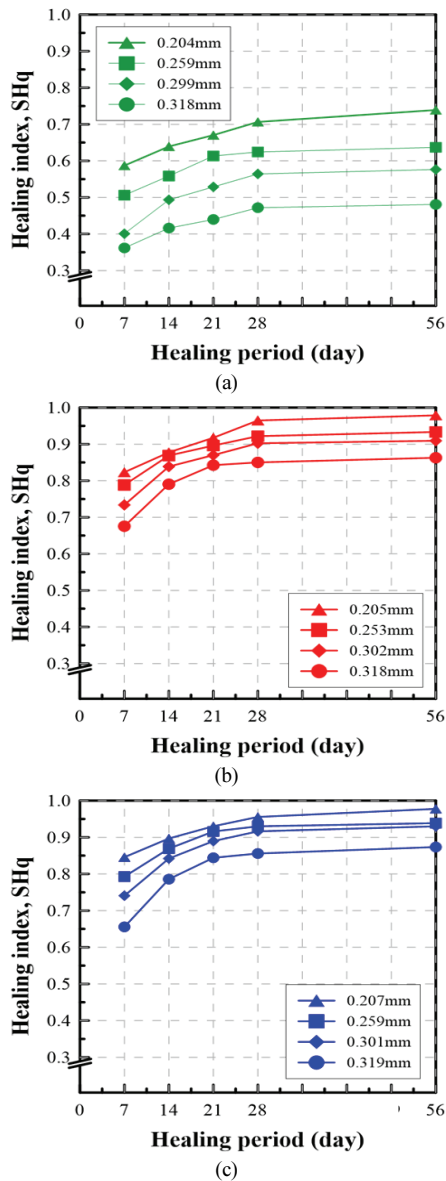 1.0
0.204mm
0.9
0.259mm
0.299mm
0.8
0.318mm
0.7
0.6
0.5
0.4
0.3
Healing index, SHq
0 7 14 21 28 56
Healing period (day)
(a)
1.0
0.9
0.8
0.7
0.6
0.5
0.205mm
0.253mm
0.4
0.302mm
0.3
0.318mm
Healing index, SHq
0 7 14 21 28 56
Healing period (day)
(b)
1.0
0.9
0.8
0.7
0.6
0.5
0.207mm
0.259mm
0.4
0.301mm
0.3
0.319mm
Healing index, SHq
0 7 14 21 28 , 56
Healing period (day)
(c)